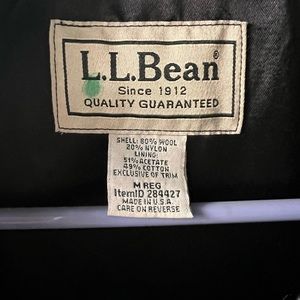 L.L.Bean®
Since 1912
QUALITY GUARANTEED
SHELL: 80% WOOL
20% NYLON
LINING:
51% ACETATE
49% COTTON
EXCLUSIVE OF TRIM
M REG
ItemID 284427
MADE IN U.S.A.
CARE ON REVERSE